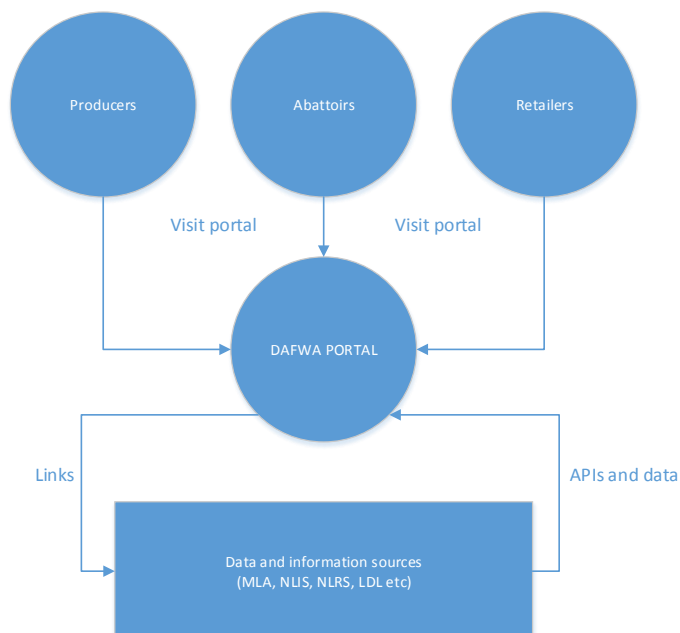 Producers
Abattoirs
Retailers
Visit portal
Visit portal
DAFWA PORTAL
Links
APIs and data
Data and information sources
(MLA, NLIS, NLRS, LDL etc)